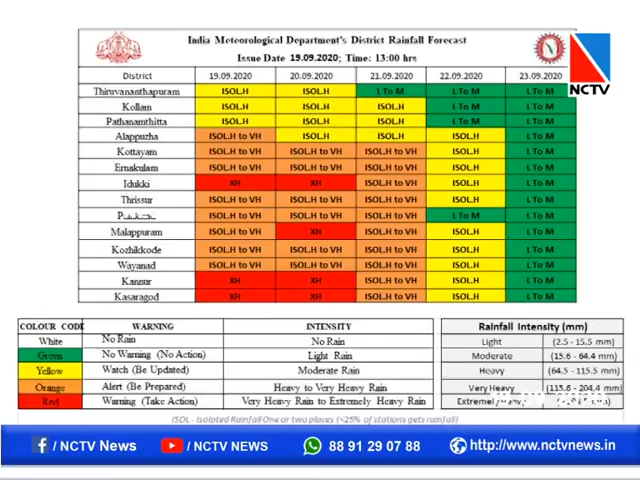 India Meteorological Department's District Rainfall Forecast
Issue Date 19.09.2020; Time: 13:00 hrs
NCTV
District 19.09.2020 20.09.2020 21.09.2020 22.09.2020 23.09.2020
Thiruvananthapuram ISOL.H ISOL.H L To M L To M L To M
Kollam ISOL.H ISOL.H ISOL.H L To M L To M
Pathanamthitta ISOL.H ISOL.H ISOL.H L To M L To M
Alappuzha ISOL.H to VH ISOL.H ISOL.H ISOL.H L To M
Kottayam ISOL.H to VH ISOL.H to VH ISOL.H to VH ISOL.H L To M
Ernakulam ISOL.H to VH ISOL.H to VH ISOL.H to VH ISOL.H L To M
Idukki XH XH ISOL.H to VH ISOL.H L To M
Thrissur ISOL.H to VH ISOL.H to VH ISOL.H to VH ISOL.H L To M
ISOL.H to VH ISOL.H to VH ISOL.H to VH L To M L To M
Malappuram ISOL.H to VH XH ISOL.H to VH ISOL.H L To M
Kozhikkode ISOL.H to VH ISOL.H to VH ISOL.H to VH ISOL.H L To M
Wayanad ISOL.H to VH ISOL.H to VH ISOL.H to VH ISOL.H L To M
Kannur XH XH ISOL.H to VH ISOL.H L To M
Kasaragod XH XH ISOL.H to VH ISOL.H L To M
COLOUR CODE WARNING INTENSITY
White No Rain No Rain
Green No Warning (No Action) Light Rain
Yellow Watch (Be Updated) Moderate Rain
Orange Alert (Be Prepared) Heavy to Very Heavy Rain
Red Warning (Take Action) Very Heavy Rain to Extremely Heavy Rain
Rainfall Intensity (mm)
Light (2.5 - 15.5 mm)
Moderate (15.6 - 64.4 mm)
Heavy (64.5 - 115.5 mm)
Very Heavy (115.6 - 204.4 mm)
Extremely Heavy
ISOL - Isolated Rainfall One or two places (<25% of stations gets rainfall)
/ NCTV News / NCTV NEWS 88 91 29 07 88 http://www.nctvnews.in